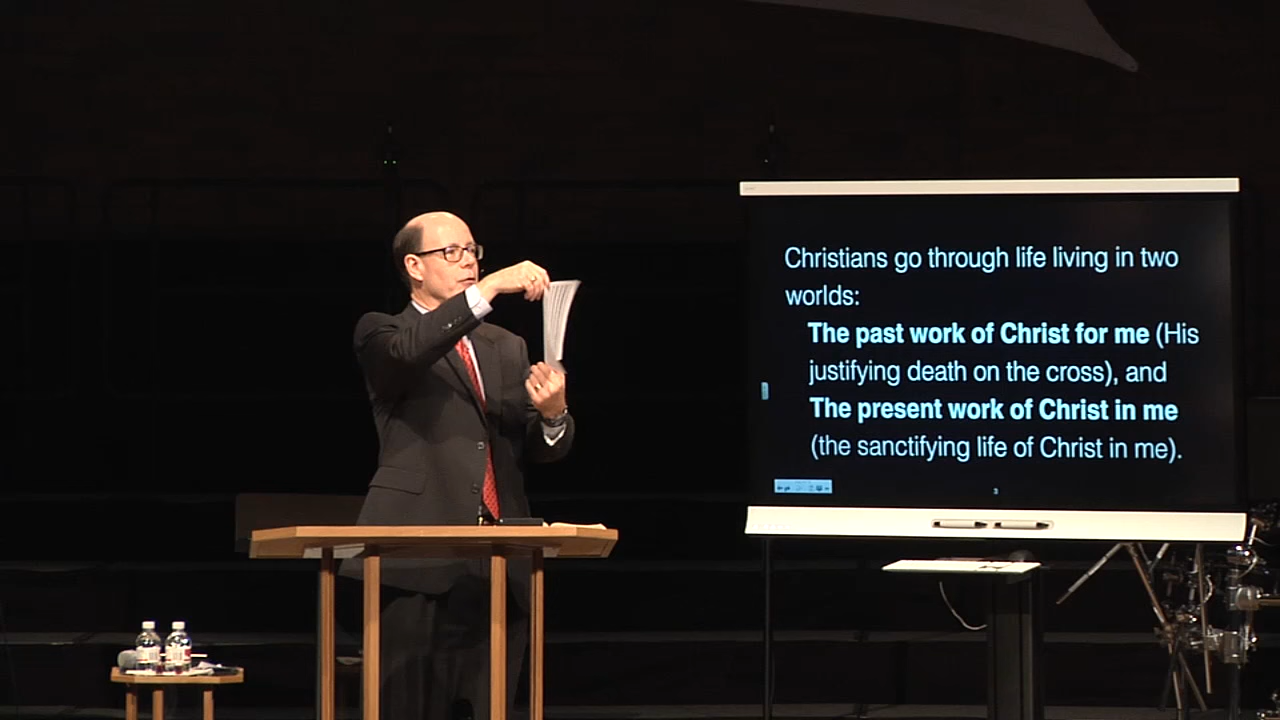 Christians go through life living in two
worlds:
The past work of Christ for me (His
justifying death on the cross), and
The present work of Christ in me
(the sanctifying life of Christ in me).